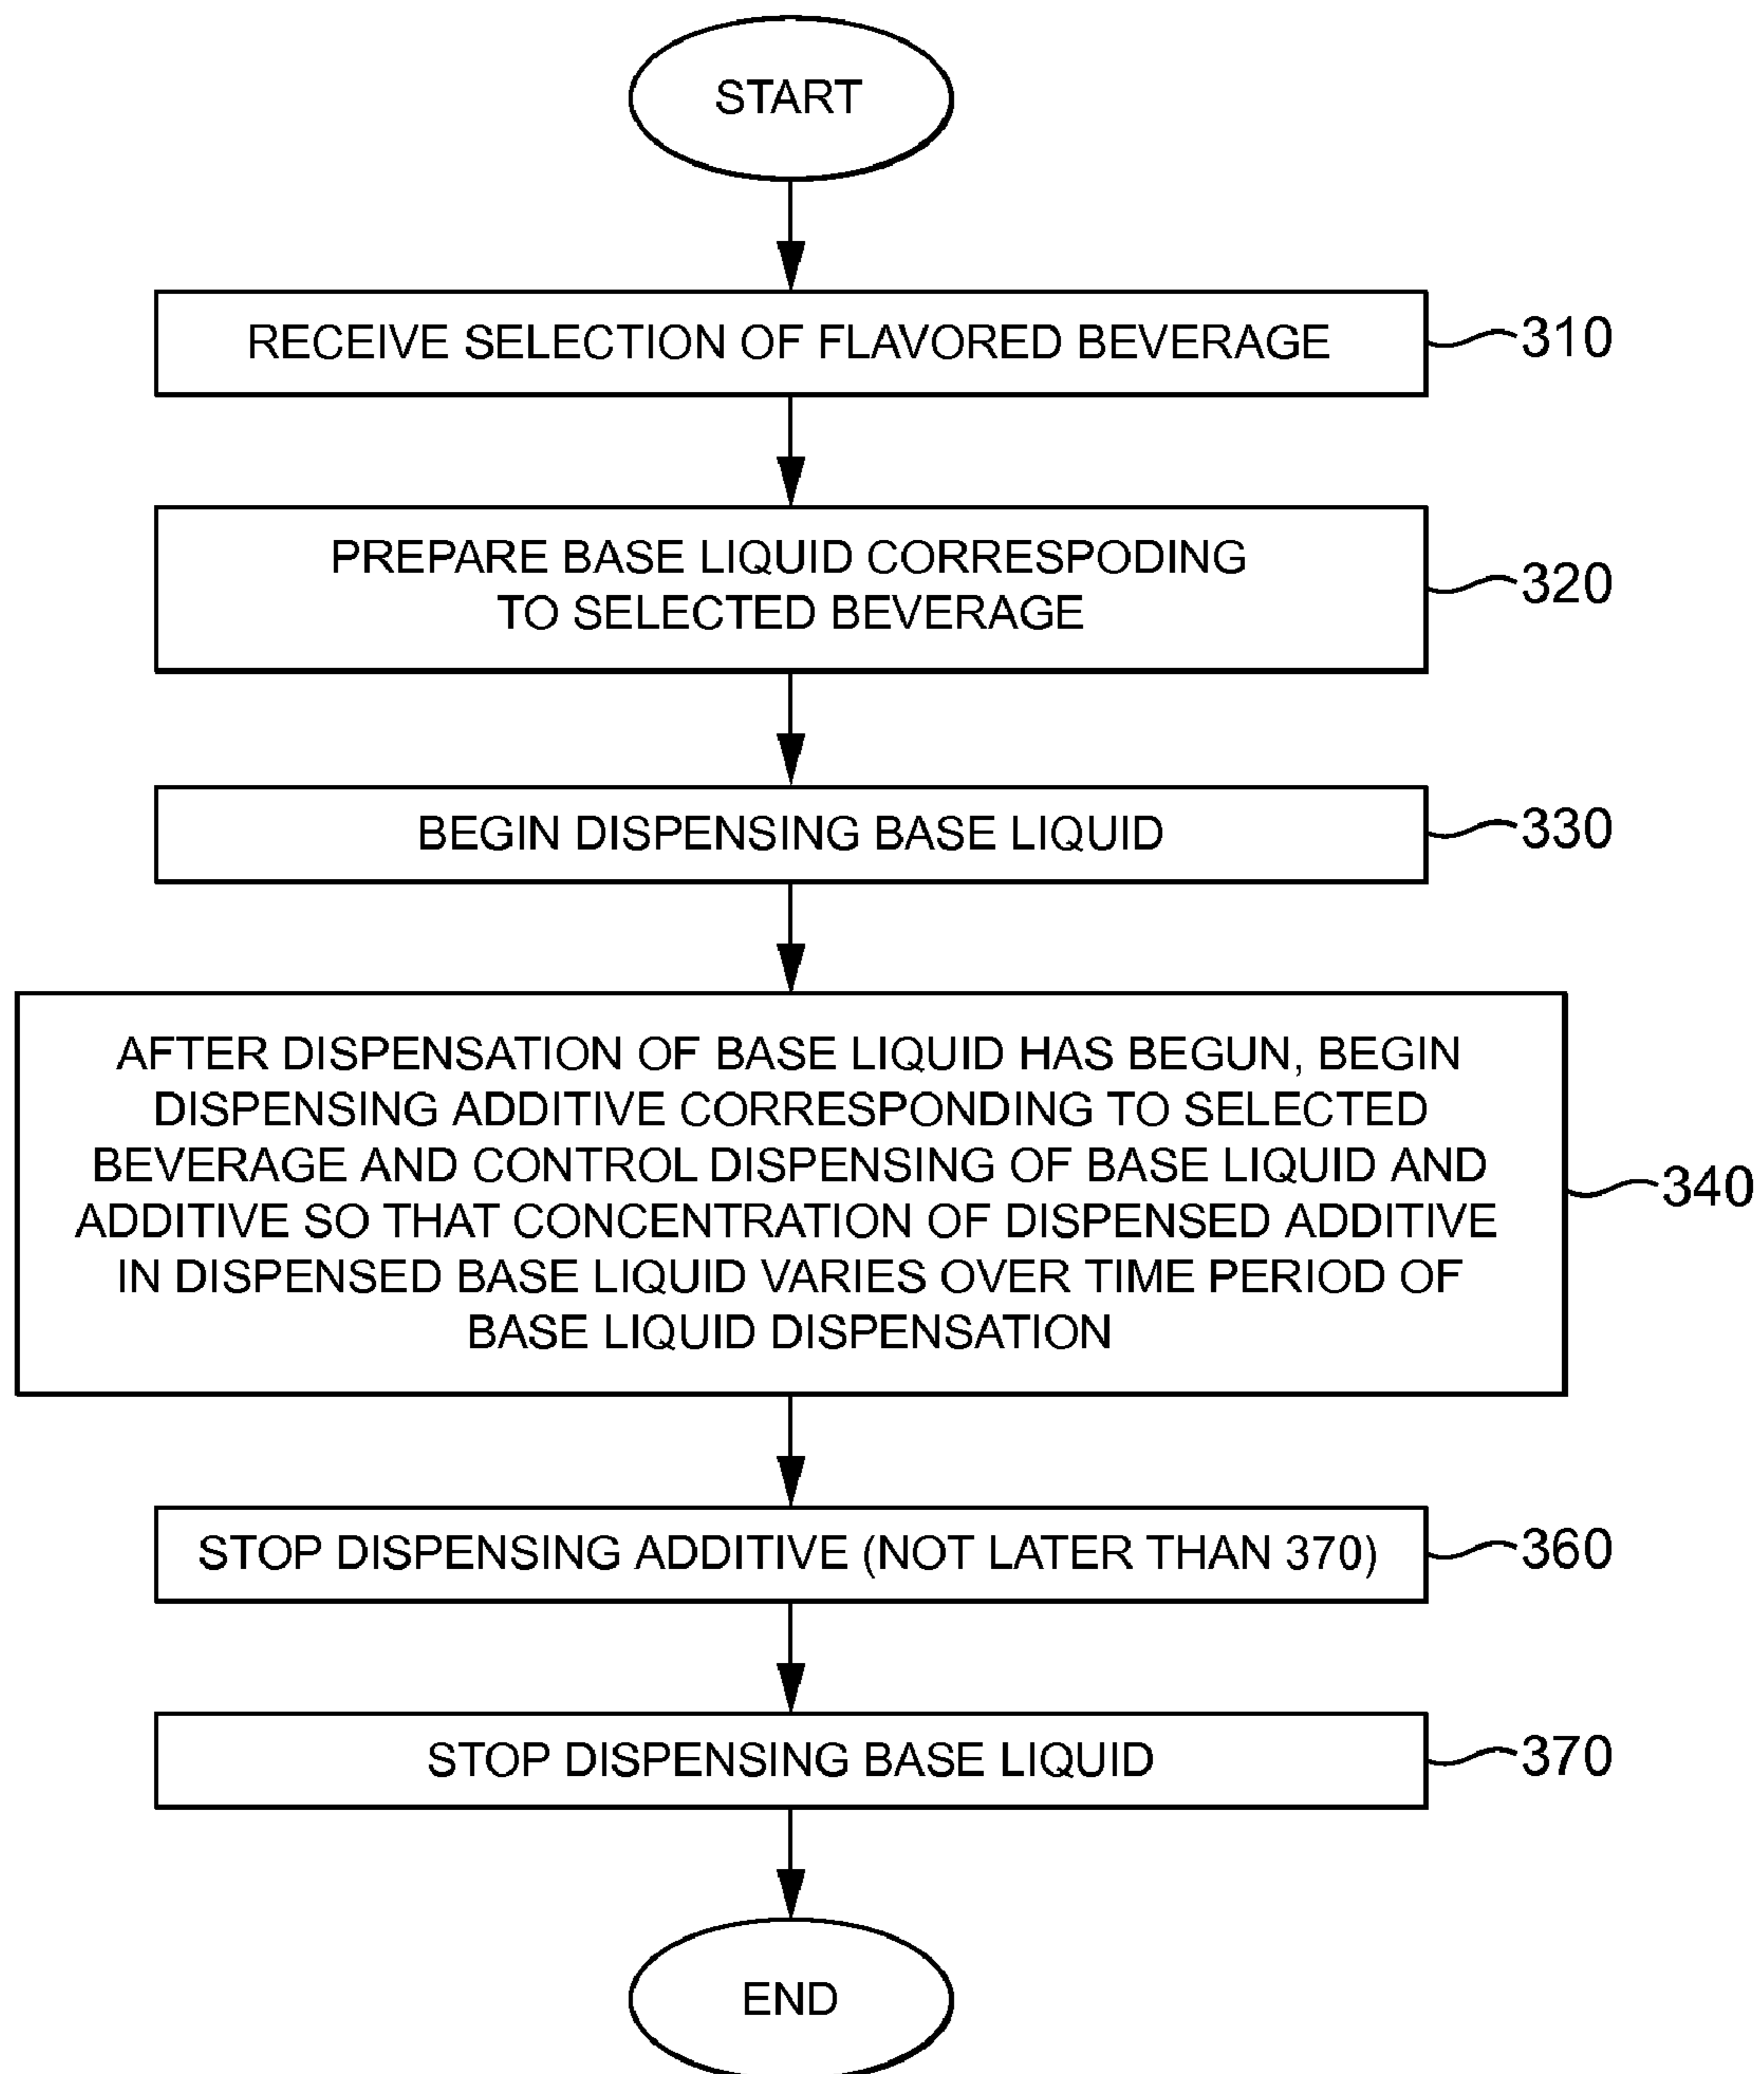 START
RECEIVE SELECTION OF FLAVORED BEVERAGE
310
PREPARE BASE LIQUID CORRESPODING
TO SELECTED BEVERAGE
320
BEGIN DISPENSING BASE LIQUID
330
AFTER DISPENSATION OF BASE LIQUID HAS BEGUN, BEGIN
DISPENSING ADDITIVE CORRESPONDING TO SELECTED
BEVERAGE AND CONTROL DISPENSING OF BASE LIQUID AND
ADDITIVE SO THAT CONCENTRATION OF DISPENSED ADDITIVE
IN DISPENSED BASE LIQUID VARIES OVER TIME PERIOD OF
BASE LIQUID DISPENSATION
340
STOP DISPENSING ADDITIVE (NOT LATER THAN 370)
360
STOP DISPENSING BASE LIQUID
370
END